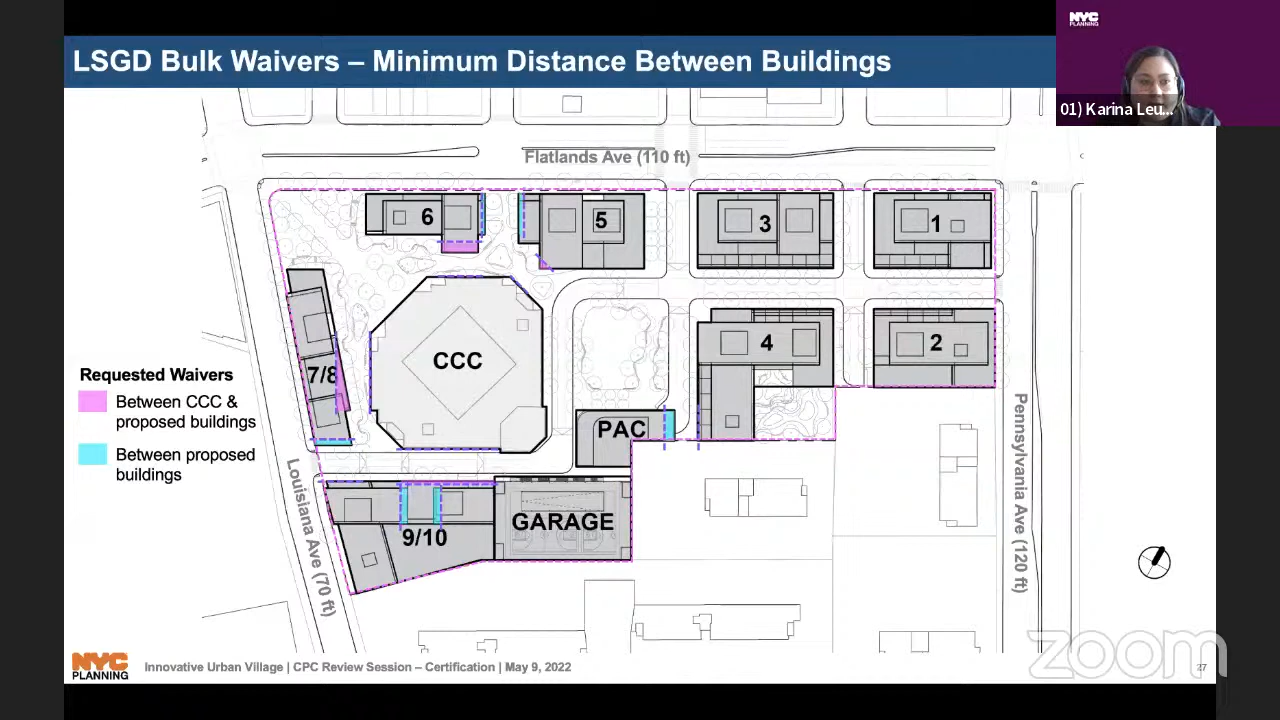 LSGD Bulk Waivers – Minimum Distance Between Buildings
NYC
PLANNING
01) Karina Leu...
Flatlands Ave (110 ft)
6
5
3
1
4
2
CCC
7/8
PAC
Requested Waivers
Between CCC &
proposed buildings
Between proposed
buildings
Louisiana Ave (70 ft)
Pennsylvania Ave (120 ft)
9/10
GARAGE
NYC
PLANNING
Innovative Urban Village | CPC Review Session – Certification | May 9, 2022
zoom
27